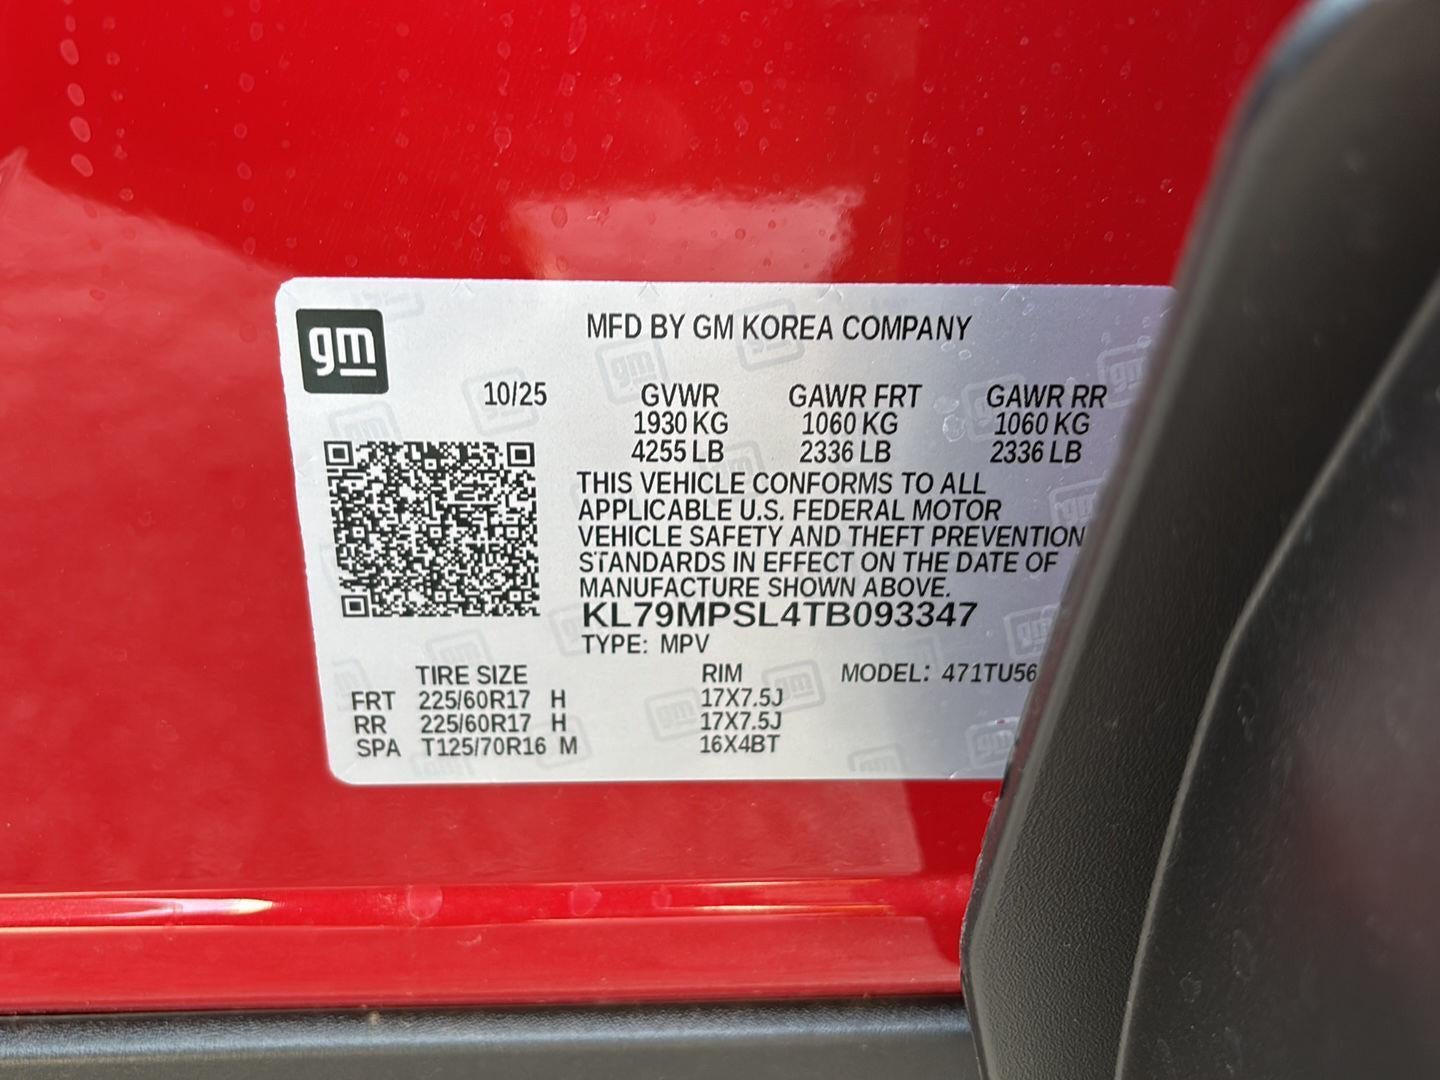 gm
MFD BY GM KOREA COMPANY
10/25 GVWR GAWR FRT GAWR RR
1930 KG 1060 KG 1060 KG
4255 LB 2336 LB 2336 LB
THIS VEHICLE CONFORMS TO ALL
APPLICABLE U.S. FEDERAL MOTOR
VEHICLE SAFETY AND THEFT PREVENTION
STANDARDS IN EFFECT ON THE DATE OF
MANUFACTURE SHOWN ABOVE.
KL79MPSL4TB093347
TYPE: MPV
TIRE SIZE RIM MODEL: 471TU56
FRT 225/60R17 H 17X7.5J
RR 225/60R17 H 17X7.5J
SPA T125/70R16 M 16X4BT